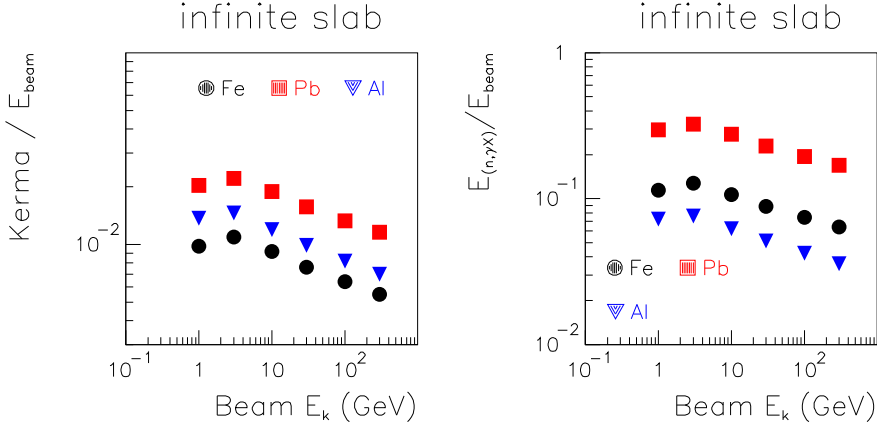 infinite slab
Kerma / E_beam
Fe Pb Al
10^-2
10^-1 1 10 10^2
Beam E_k (GeV)
infinite slab
E_(n,γX)/E_beam
1
10^-1
Fe Pb
Al
10^-2
10^-1 1 10 10^2
Beam E_k (GeV)